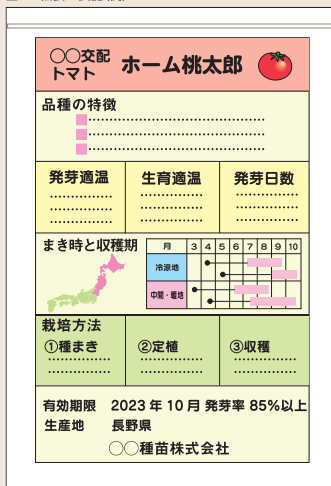 〇〇交配
トマト
ホーム桃太郎
品種の特徴
発芽適温 生育適温 発芽日数
まき時と収穫期
月 3 4 5 6 7 8 9 10
冷涼地
中間・暖地
栽培方法
①種まき ②定植 ③収穫
有効期限 2023年10月 発芽率 85%以上
生産地 長野県
〇〇種苗株式会社